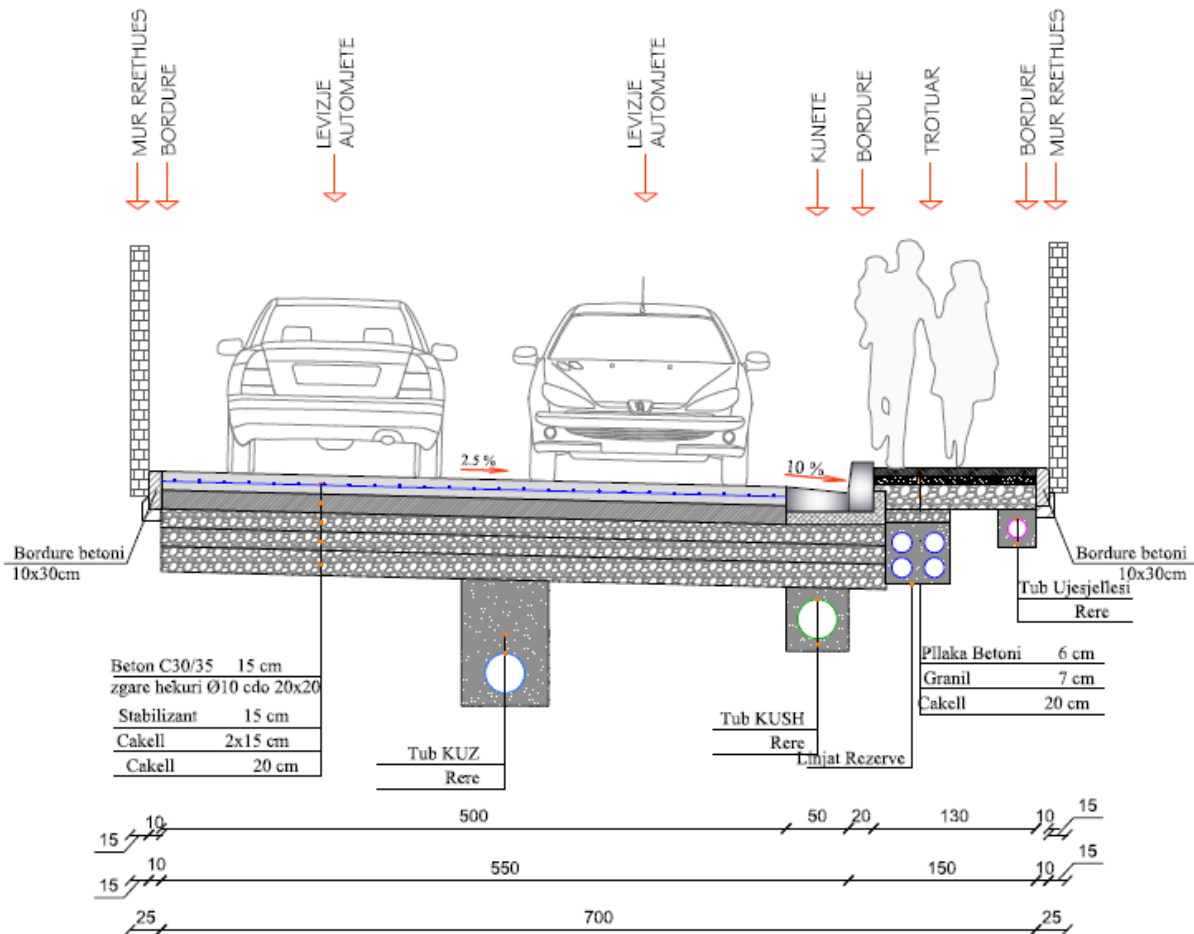 MUR RRETHUES
BORDURE
LEVIZJE
AUTOMJETE
LEVIZJE
AUTOMJETE
KUNETE
BORDURE
TROTUAR
BORDURE
MUR RRETHUES
2.5 %
10 %
Bordure betoni
10x30cm
Bordure betoni
10x30cm
Tub Ujesjellesi
Rere
Beton C30/35 15 cm
zgare hekuri Ø10 cdo 20x20
Stabilizant 15 cm
Cakell 2x15 cm
Cakell 20 cm
Tub KUZ
Rere
Tub KUSH
Rere
Linjat Rezerve
Pllaka Betoni 6 cm
Granil 7 cm
Cakell 20 cm
15 10 500 50 20 130 10 15
15 10 550 150 10 15
25 700 25